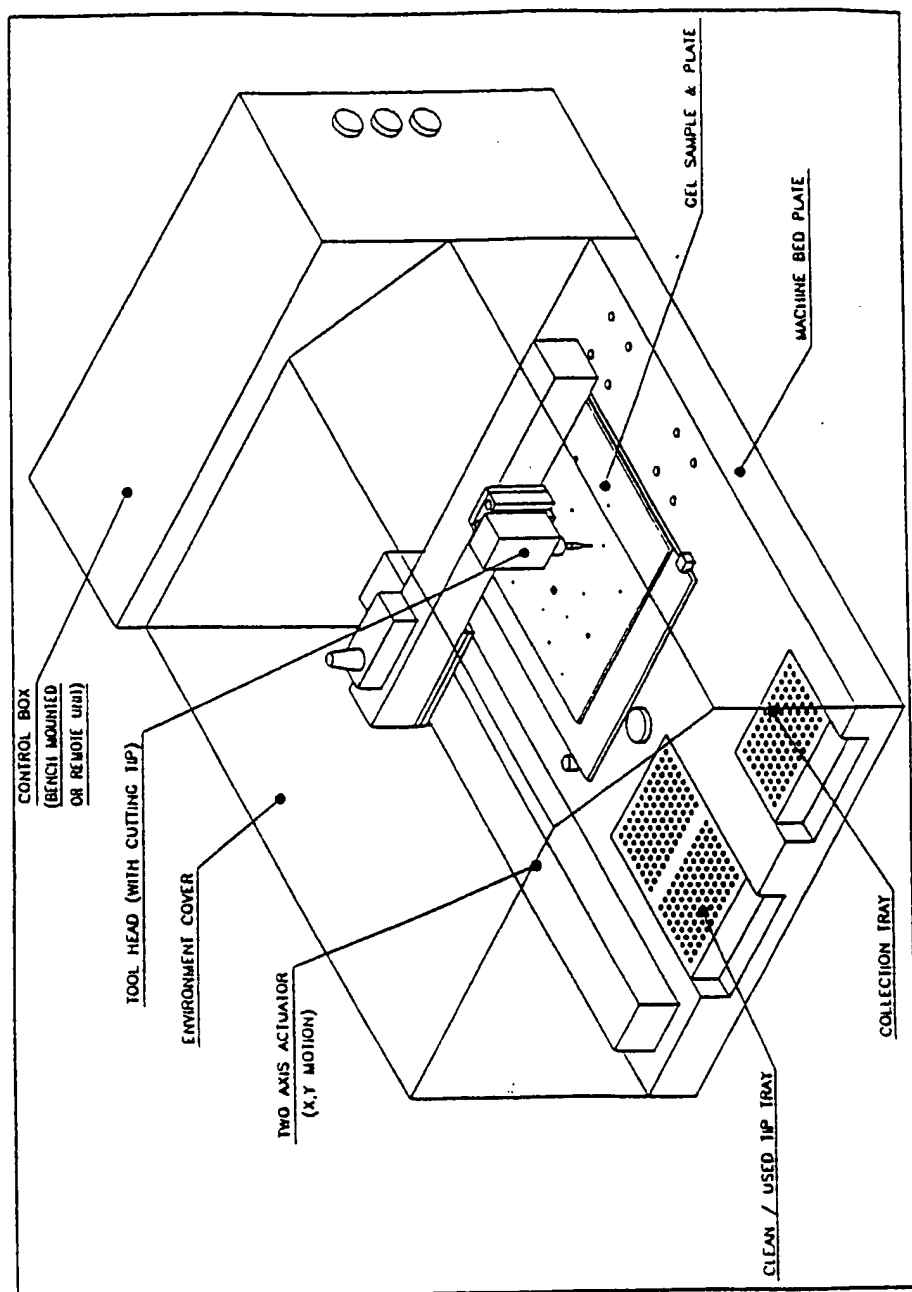 CONTROL BOX
(BENCH MOUNTED
OR REMOTE UNIT)
TOOL HEAD (WITH CUTTING TIP)
ENVIRONMENT COVER
TWO AXIS ACTUATOR
(X,Y MOTION)
CLEAN / USED TIP TRAY
COLLECTION TRAY
MACHINE BED PLATE
GEL SAMPLE & PLATE